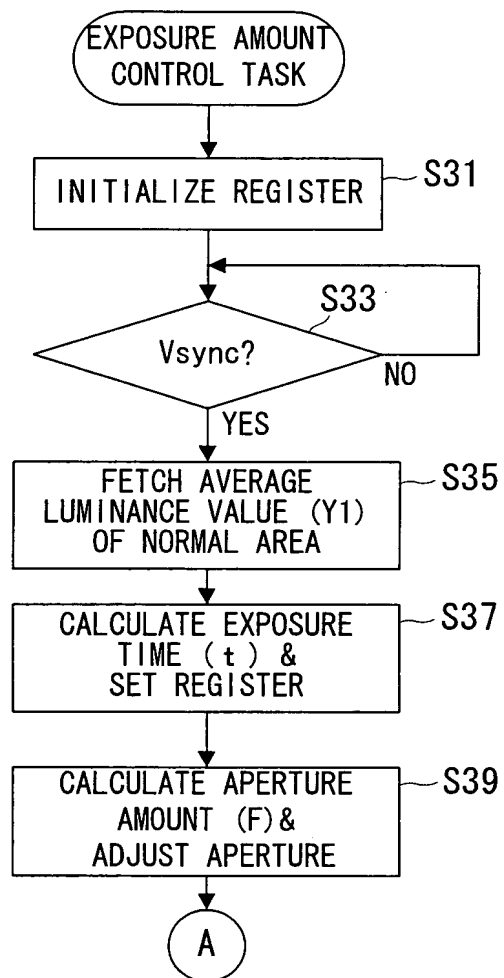 EXPOSURE AMOUNT
CONTROL TASK
INITIALIZE REGISTER
S31
S33
Vsync?
NO
YES
FETCH AVERAGE
LUMINANCE VALUE (Y1)
OF NORMAL AREA
S35
CALCULATE EXPOSURE
TIME (t) &
SET REGISTER
S37
CALCULATE APERTURE
AMOUNT (F)&
ADJUST APERTURE
S39
A